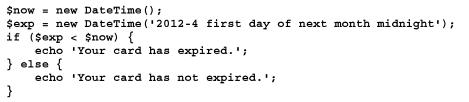 $now = new DateTime();
$exp = new DateTime('2012-4 first day of next month midnight');
if ($exp < $now) {
    echo 'Your card has expired.';
} else {
    echo 'Your card has not expired.';
}